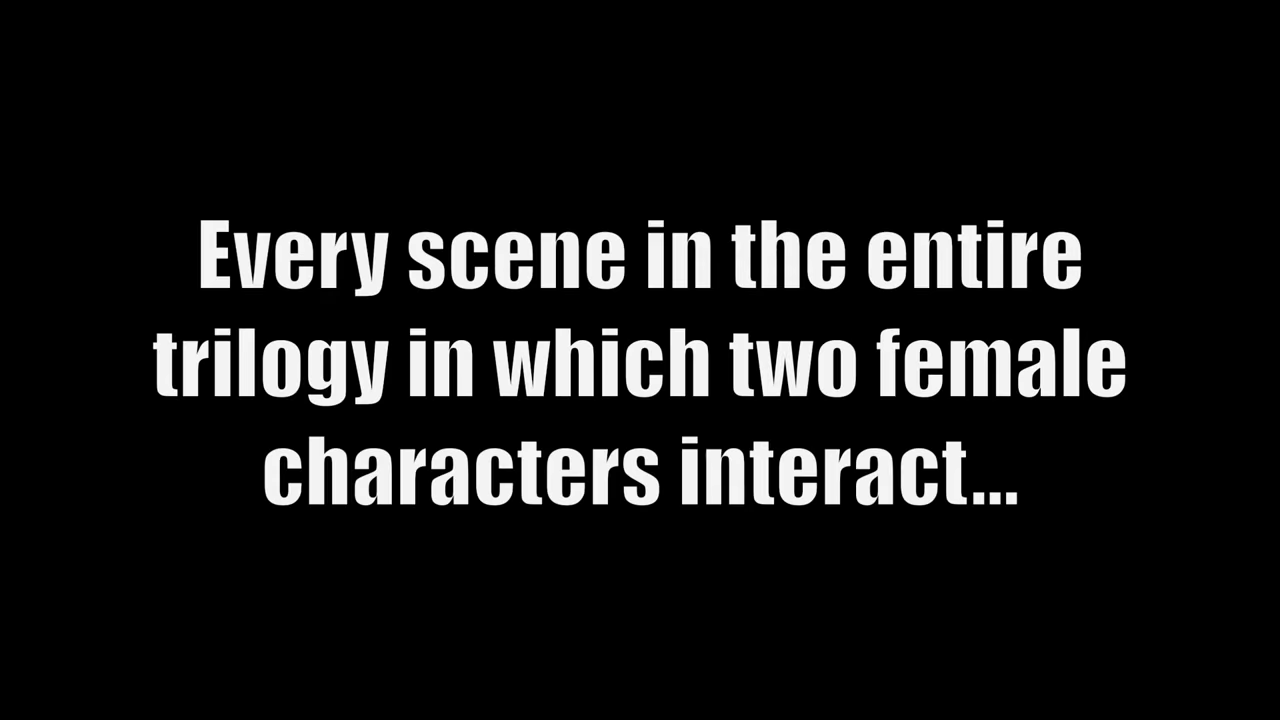 Every scene in the entire
trilogy in which two female
characters interact...